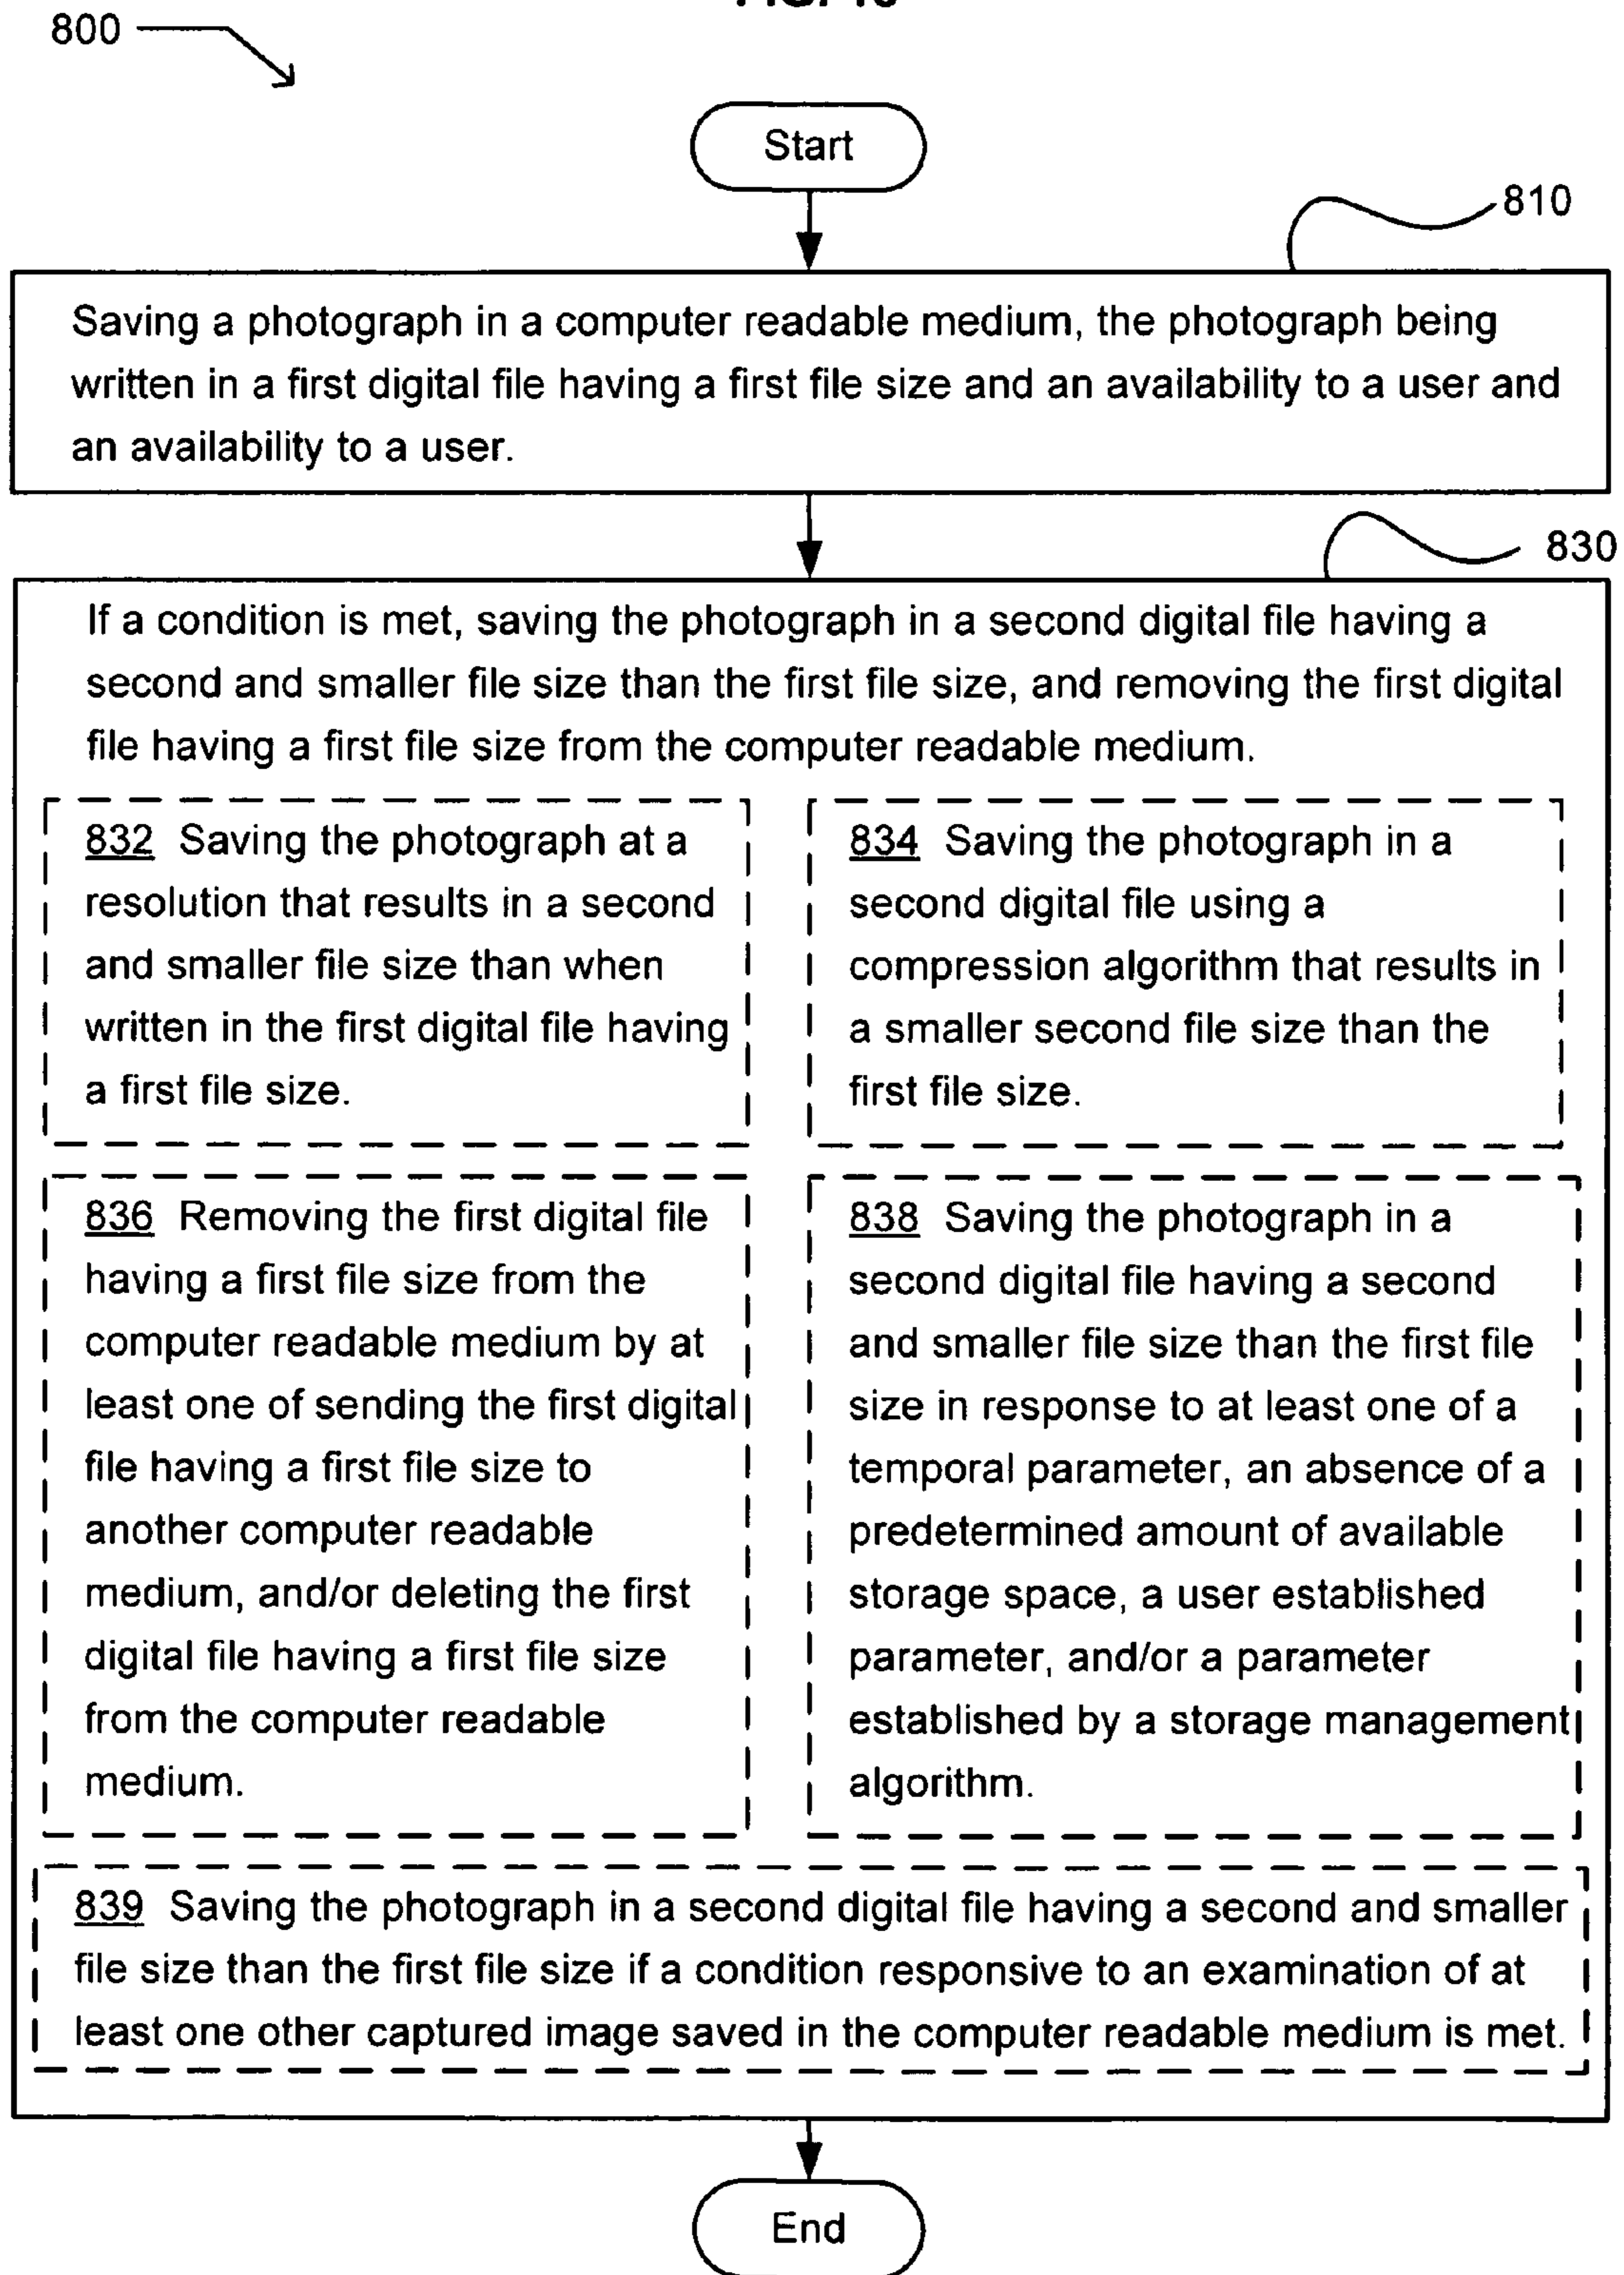 800
Start
810
Saving a photograph in a computer readable medium, the photograph being
written in a first digital file having a first file size and an availability to a user and
an availability to a user.
830
If a condition is met, saving the photograph in a second digital file having a
second and smaller file size than the first file size, and removing the first digital
file having a first file size from the computer readable medium.
832 Saving the photograph at a
resolution that results in a second
and smaller file size than when
written in the first digital file having
a first file size.
834 Saving the photograph in a
second digital file using a
compression algorithm that results in
a smaller second file size than the
first file size.
836 Removing the first digital file
having a first file size from the
computer readable medium by at
least one of sending the first digital
file having a first file size to
another computer readable
medium, and/or deleting the first
digital file having a first file size
from the computer readable
medium.
838 Saving the photograph in a
second digital file having a second
and smaller file size than the first file
size in response to at least one of a
temporal parameter, an absence of a
predetermined amount of available
storage space, a user established
parameter, and/or a parameter
established by a storage management
algorithm.
839 Saving the photograph in a second digital file having a second and smaller
file size than the first file size if a condition responsive to an examination of at
least one other captured image saved in the computer readable medium is met.
End